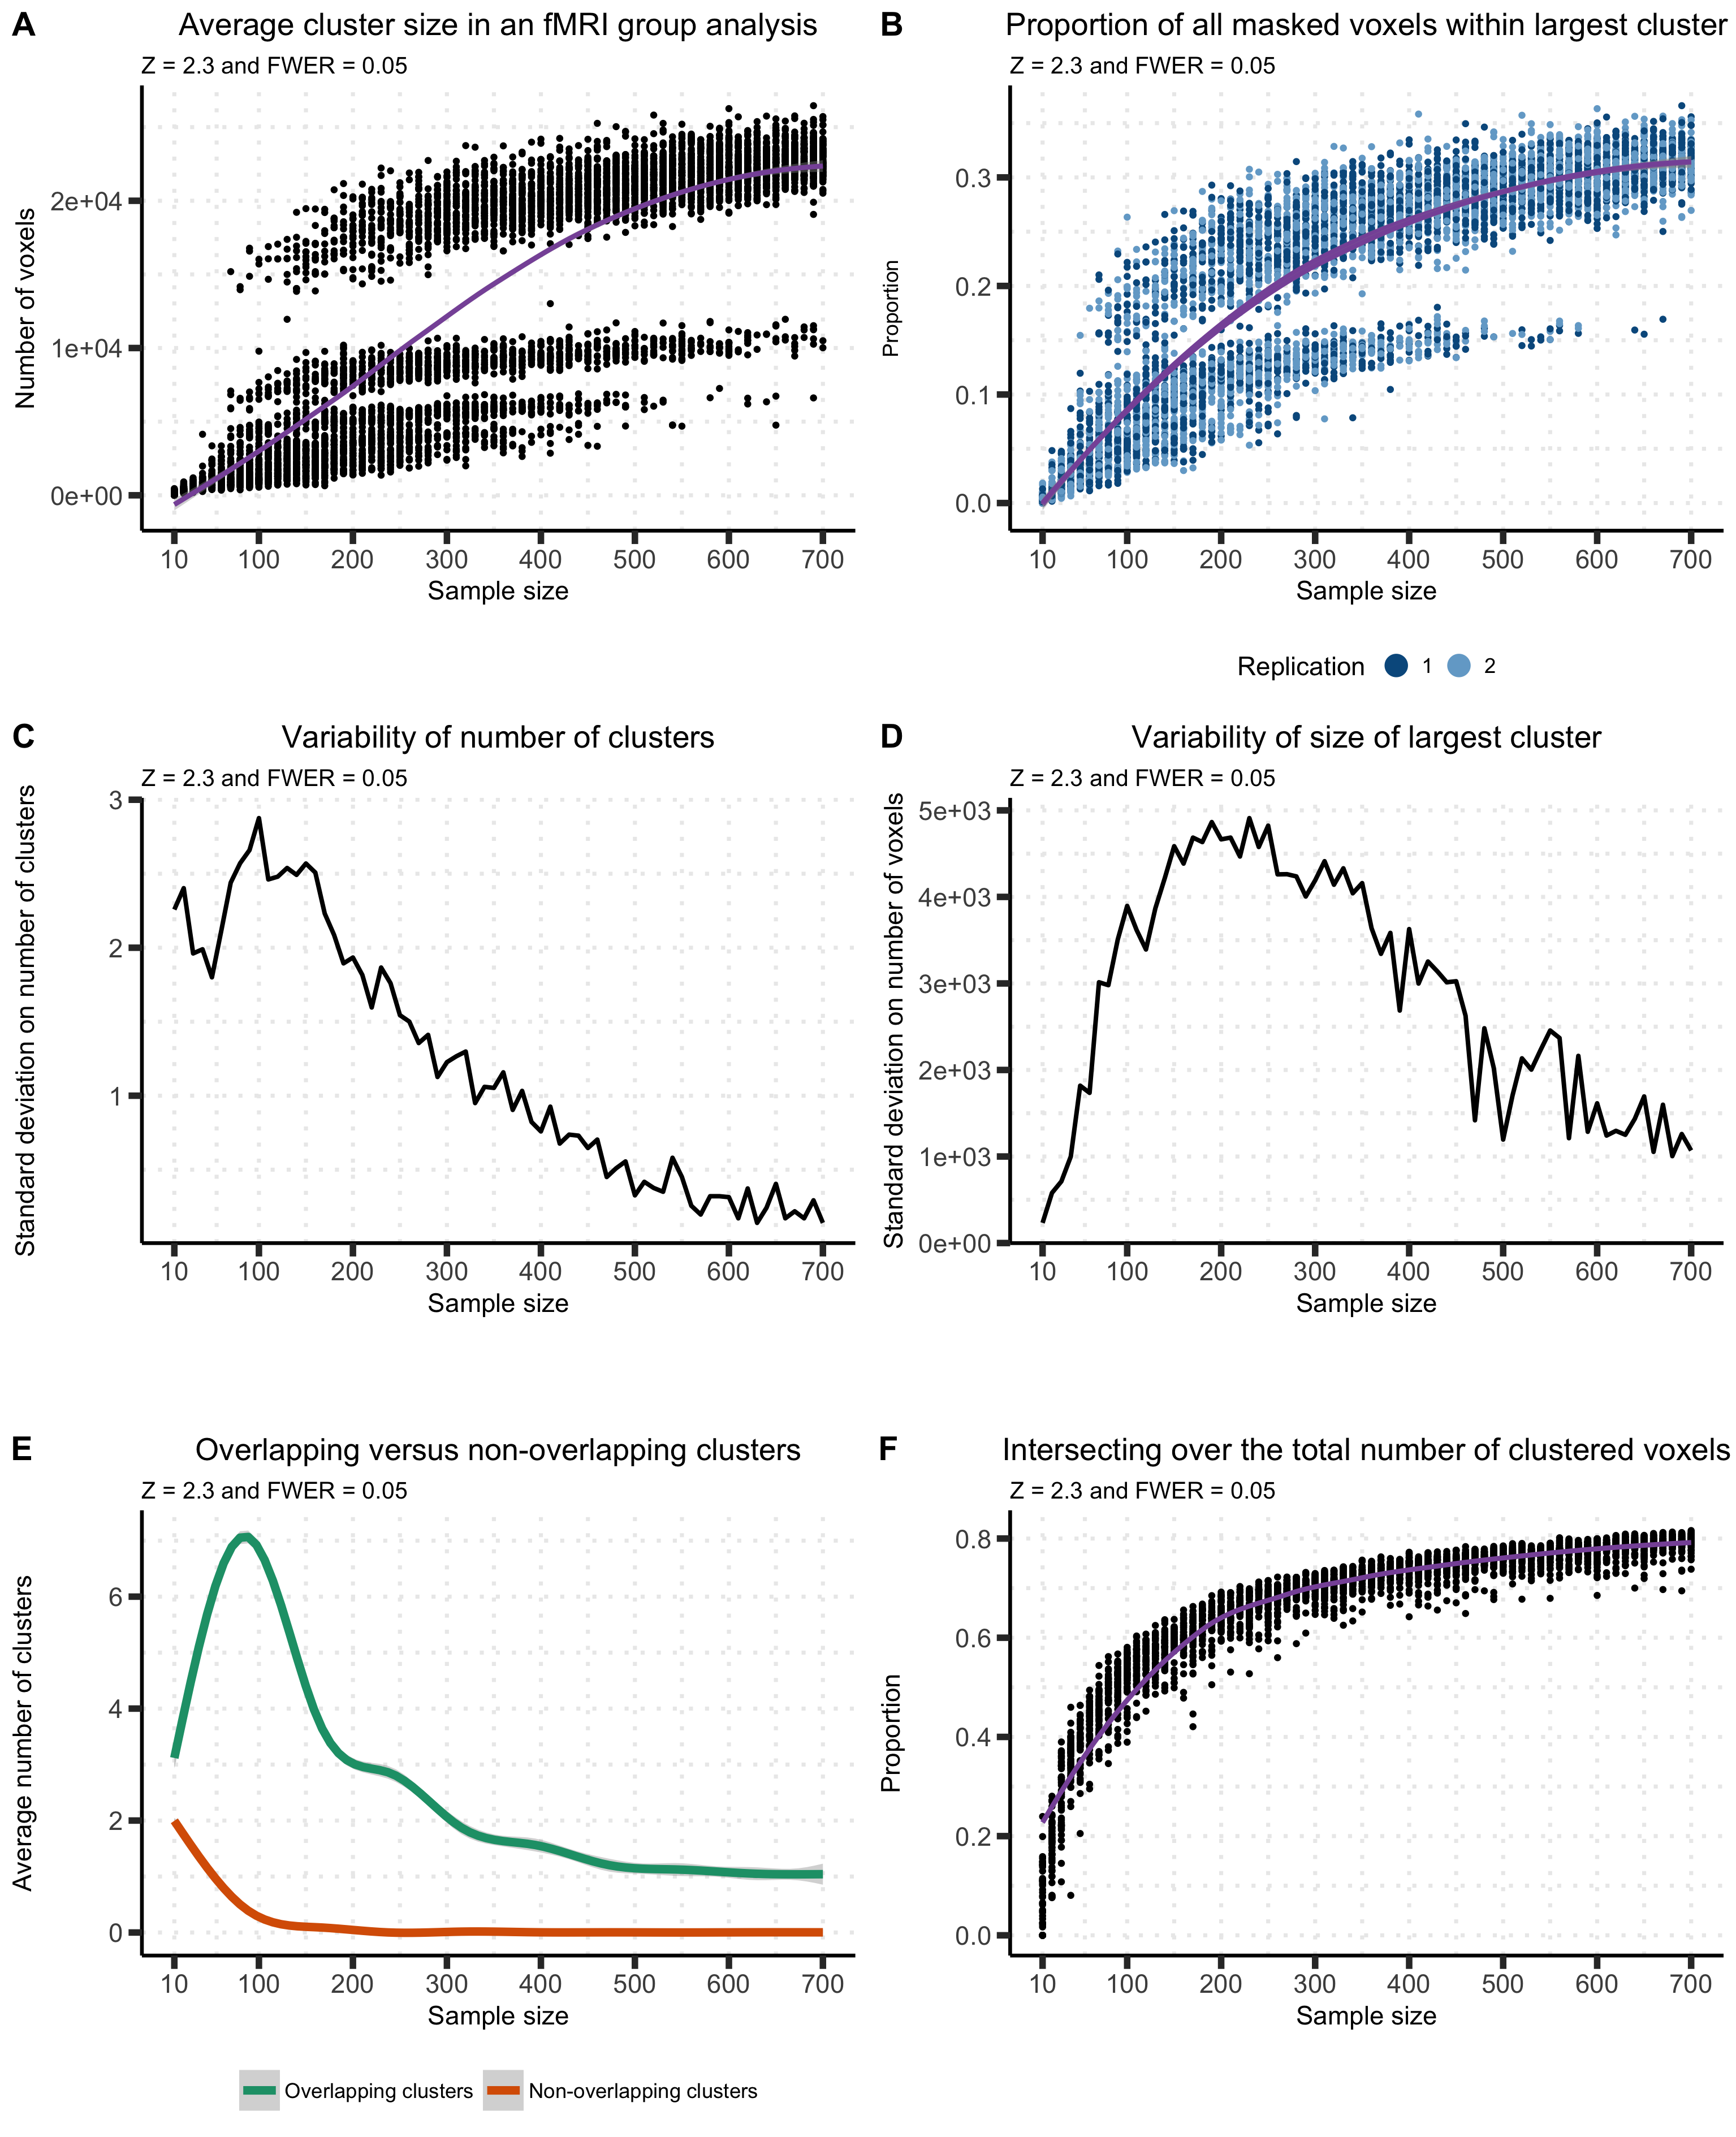 A
Average cluster size in an fMRI group analysis
Z = 2.3 and FWER = 0.05
Number of voxels
2e+04
1e+04
0e+00
10 100 200 300 400 500 600 700
Sample size
B
Proportion of all masked voxels within largest cluster
Z = 2.3 and FWER = 0.05
Proportion
0.3
0.2
0.1
0.0
10 100 200 300 400 500 600 700
Sample size
Replication 1 2
C
Variability of number of clusters
Z = 2.3 and FWER = 0.05
Standard deviation on number of clusters
3
2
1
10 100 200 300 400 500 600 700
Sample size
D
Variability of size of largest cluster
Z = 2.3 and FWER = 0.05
Standard deviation on number of voxels
5e+03
4e+03
3e+03
2e+03
1e+03
0e+00
10 100 200 300 400 500 600 700
Sample size
E
Overlapping versus non-overlapping clusters
Z = 2.3 and FWER = 0.05
Average number of clusters
6
4
2
0
10 100 200 300 400 500 600 700
Sample size
Overlapping clusters Non-overlapping clusters
F
Intersecting over the total number of clustered voxels
Z = 2.3 and FWER = 0.05
Proportion
0.8
0.6
0.4
0.2
0.0
10 100 200 300 400 500 600 700
Sample size